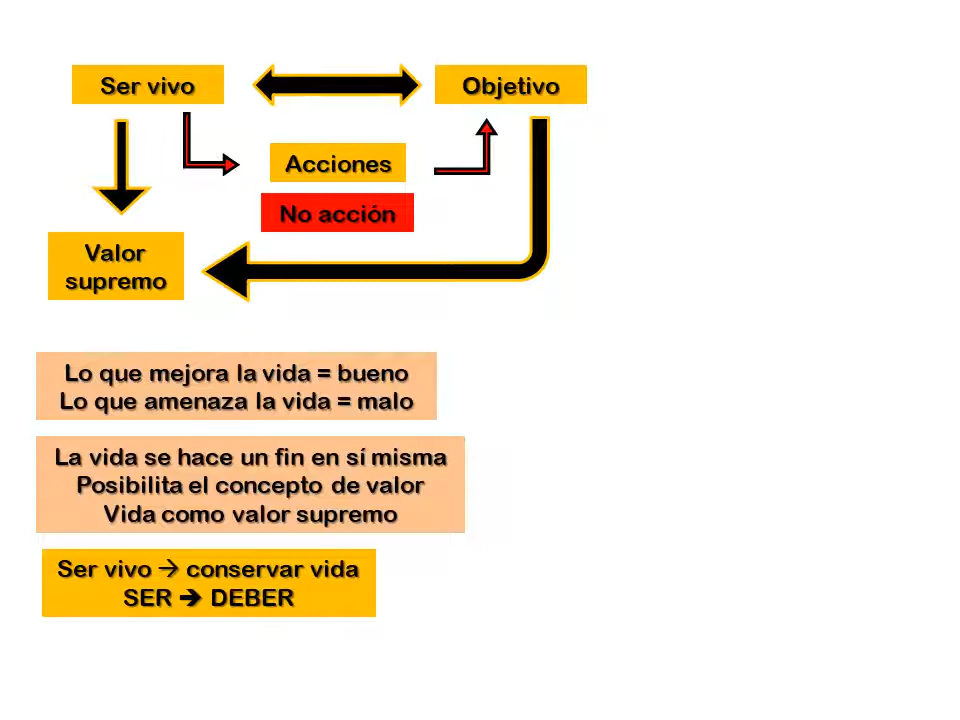 Ser vivo
Objetivo
Acciones
No acción
Valor
supremo
Lo que mejora la vida = bueno
Lo que amenaza la vida = malo
La vida se hace un fin en sí misma
Posibilita el concepto de valor
Vida como valor supremo
Ser vivo → conservar vida
SER ➔ DEBER